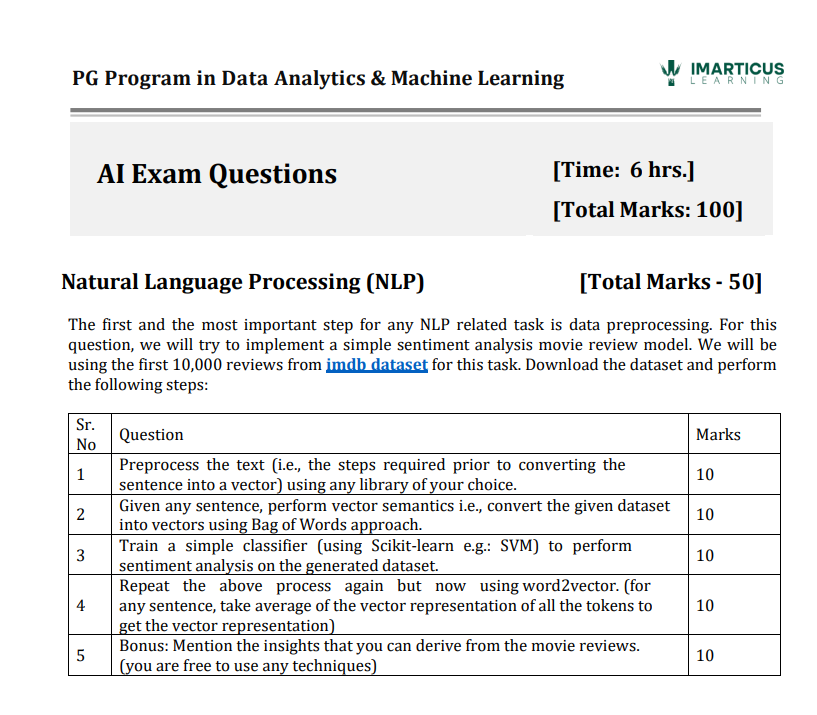 PG Program in Data Analytics & Machine Learning
IMARTICUS
LEARNING
AI Exam Questions
[Time: 6 hrs.]
[Total Marks: 100]
Natural Language Processing (NLP) [Total Marks - 50]
The first and the most important step for any NLP related task is data preprocessing. For this
question, we will try to implement a simple sentiment analysis movie review model. We will be
using the first 10,000 reviews from imdb dataset for this task. Download the dataset and perform
the following steps:
Sr.
No
Question
Marks
1
Preprocess the text (i.e., the steps required prior to converting the
sentence into a vector) using any library of your choice.
10
2
Given any sentence, perform vector semantics i.e., convert the given dataset
into vectors using Bag of Words approach.
10
3
Train a simple classifier (using Scikit-learn e.g.: SVM) to perform
sentiment analysis on the generated dataset.
10
4
Repeat the above process again but now using word2vector. (for
any sentence, take average of the vector representation of all the tokens to
get the vector representation)
10
5
Bonus: Mention the insights that you can derive from the movie reviews.
(you are free to use any techniques)
10